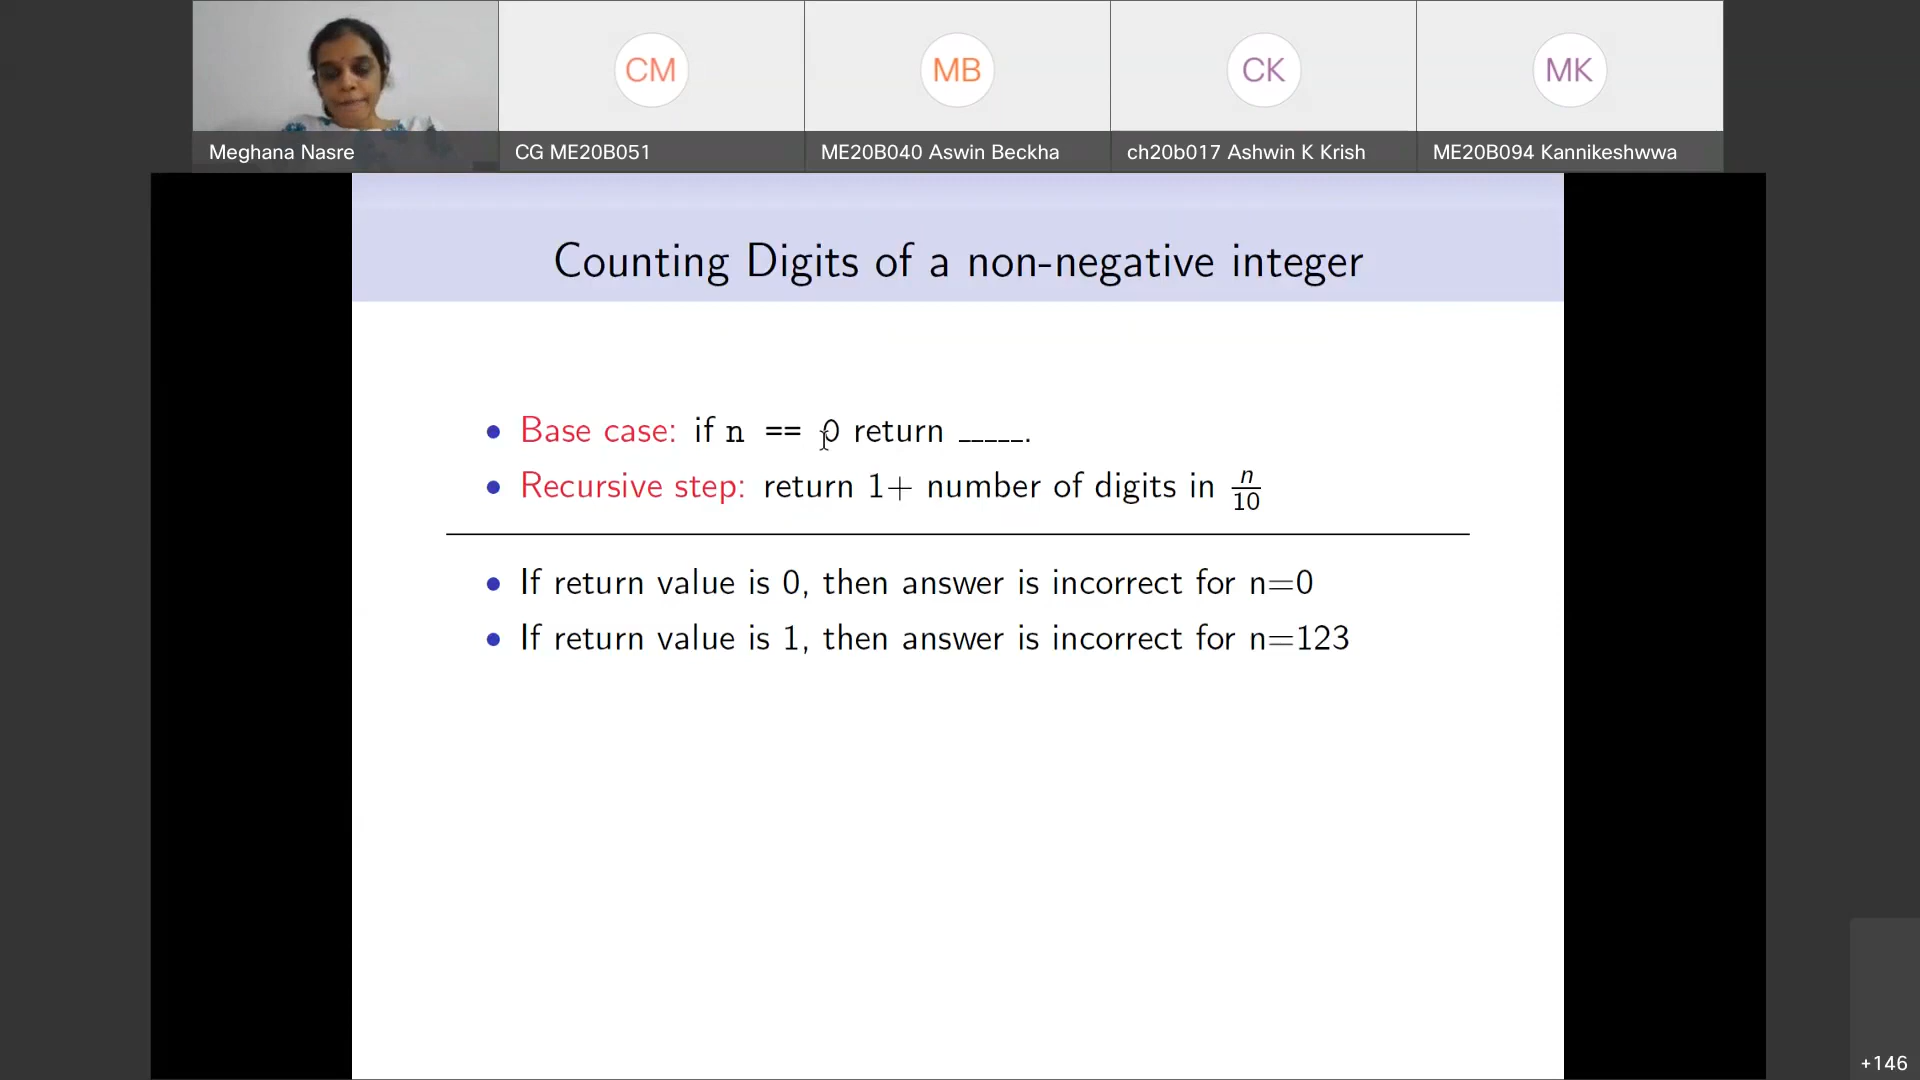 CM
MB
CK
MK
Meghana Nasre
CG ME20B051
ME20B040 Aswin Beckha
ch20b017 Ashwin K Krish
ME20B094 Kannikeshwwa
Counting Digits of a non-negative integer
• Base case: if n == 0 return _____.
• Recursive step: return 1+ number of digits in n/10
• If return value is 0, then answer is incorrect for n=0
• If return value is 1, then answer is incorrect for n=123
+146